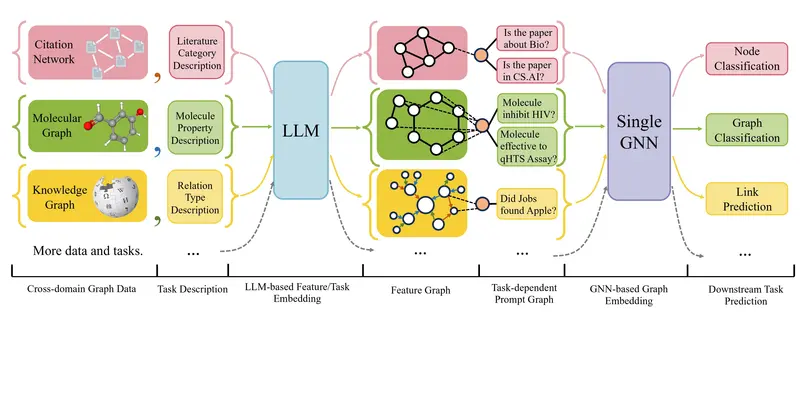 Citation
Network
,
Literature
Category
Description
Is the paper
about Bio?
Is the paper
in CS.AI?
Node
Classification
Molecular
Graph
,
Molecule
Property
Description
LLM
Molecule
inhibit HIV?
Molecule
effective to
qHTS Assay?
Single
GNN
Graph
Classification
Knowledge
Graph
,
Relation
Type
Description
Did Jobs
found Apple?
Link
Prediction
More data and tasks.
...
...
...
...
Cross-domain Graph Data
Task Description
LLM-based Feature/Task
Embedding
Feature Graph
Task-dependent
Prompt Graph
GNN-based Graph
Embedding
Downstream Task
Prediction